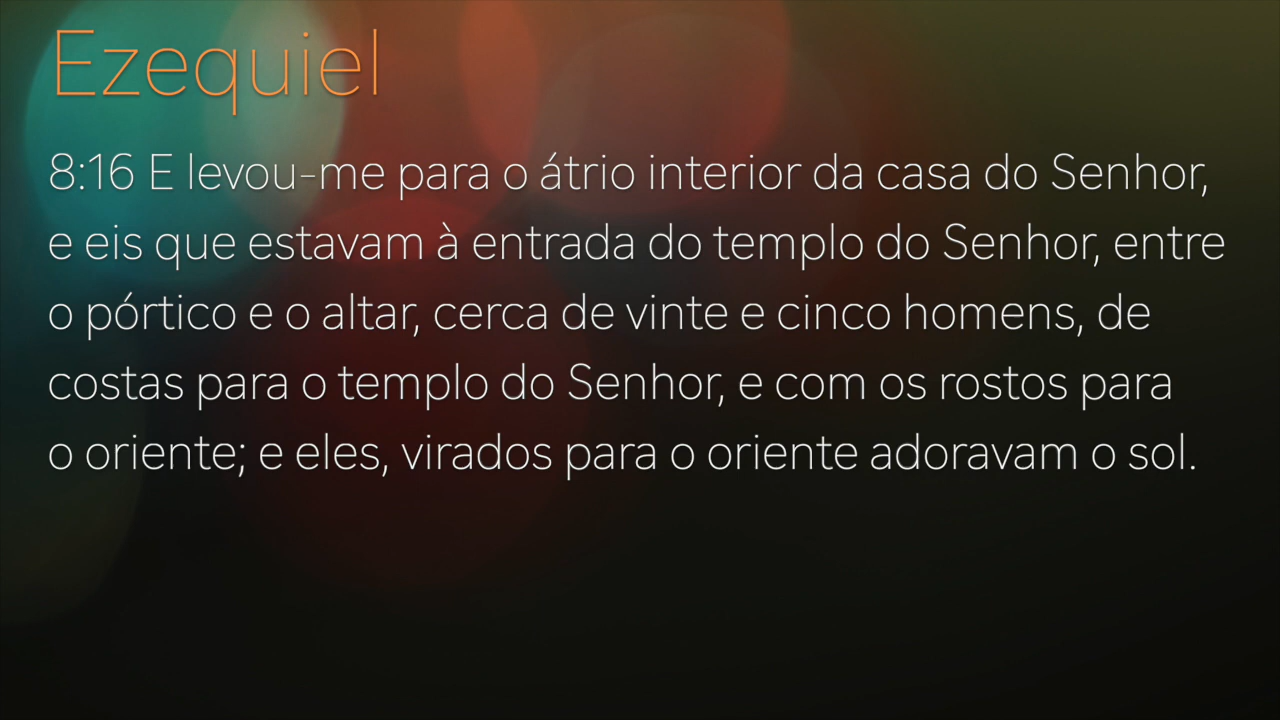 Ezequiel
8:16 E levou-me para o átrio interior da casa do Senhor,
e eis que estavam à entrada do templo do Senhor, entre
o pórtico e o altar, cerca de vinte e cinco homens, de
costas para o templo do Senhor, e com os rostos para
o oriente; e eles, virados para o oriente adoravam o sol.